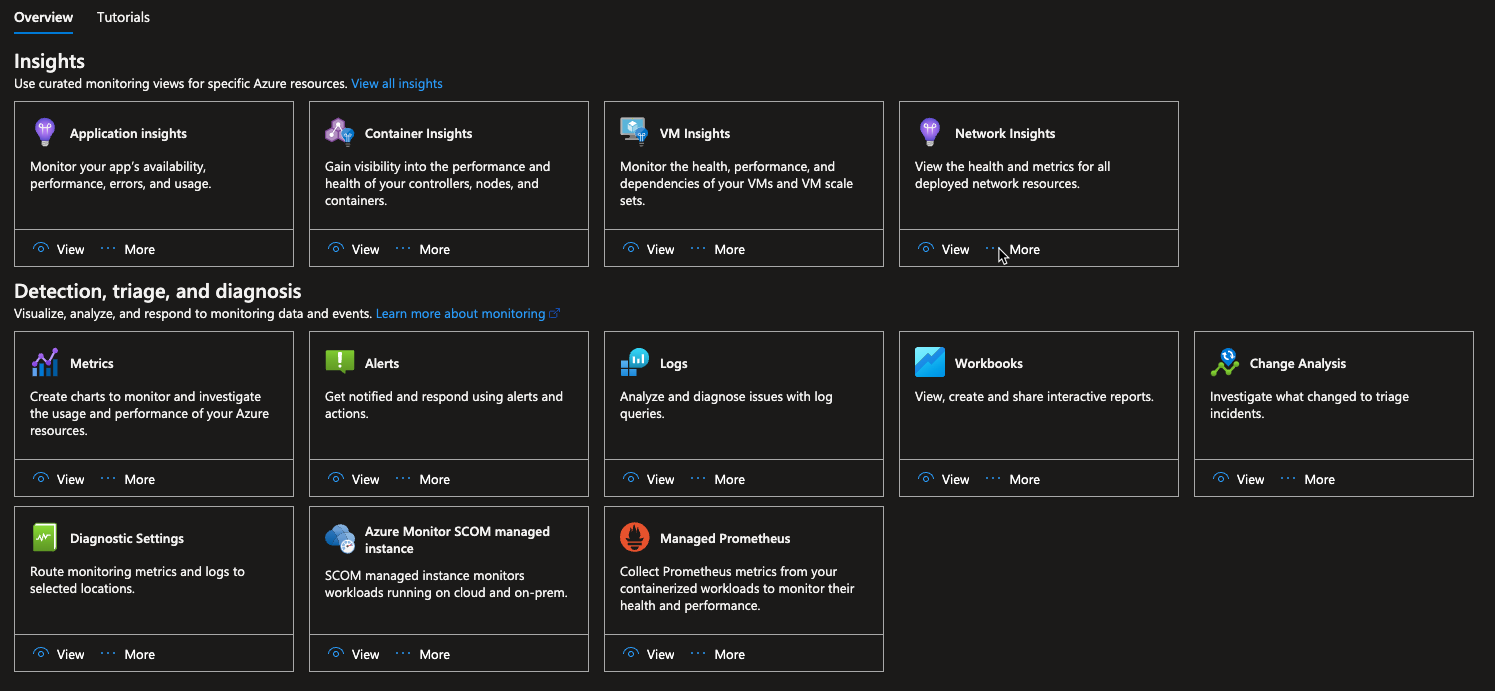 Overview Tutorials
Insights
Use curated monitoring views for specific Azure resources. View all insights
Application insights
Monitor your app's availability,
performance, errors, and usage.
View ··· More
Container Insights
Gain visibility into the performance and
health of your controllers, nodes, and
containers.
View ··· More
VM Insights
Monitor the health, performance, and
dependencies of your VMs and VM scale
sets.
View ··· More
Network Insights
View the health and metrics for all
deployed network resources.
View ··· More
Detection, triage, and diagnosis
Visualize, analyze, and respond to monitoring data and events. Learn more about monitoring
Metrics
Create charts to monitor and investigate
the usage and performance of your Azure
resources.
View ··· More
Alerts
Get notified and respond using alerts and
actions.
View ··· More
Logs
Analyze and diagnose issues with log
queries.
View ··· More
Workbooks
View, create and share interactive reports.
View ··· More
Change Analysis
Investigate what changed to triage
incidents.
View ··· More
Diagnostic Settings
Route monitoring metrics and logs to
selected locations.
View ··· More
Azure Monitor SCOM managed
instance
SCOM managed instance monitors
workloads running on cloud and on-prem.
View ··· More
Managed Prometheus
Collect Prometheus metrics from your
containerized workloads to monitor their
health and performance.
View ··· More